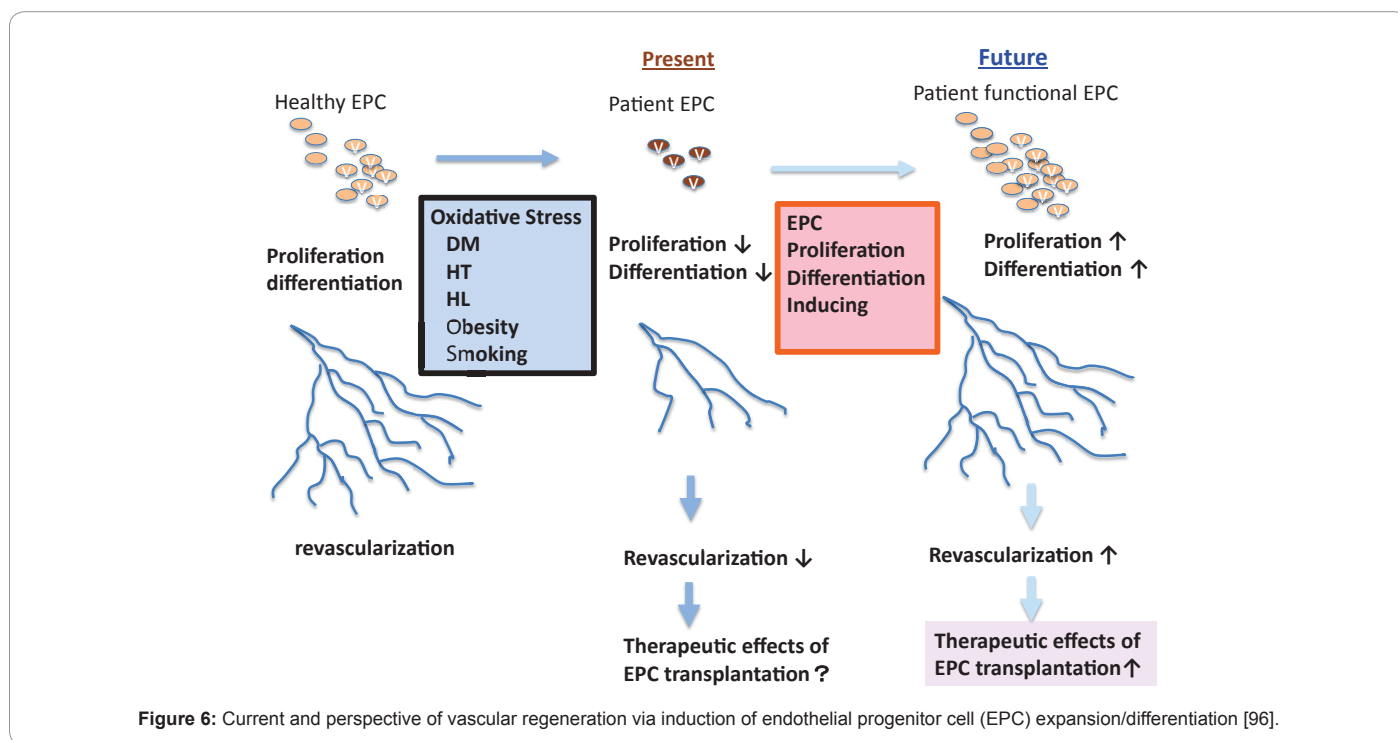 Present
Future
Healthy EPC
Patient EPC
Patient functional EPC
V V V V V V V
V V V V
V V V V V V V V V
Oxidative Stress
DM
HT
HL
Obesity
Smoking
EPC
Proliferation
Differentiation
Inducing
Proliferation
differentiation
Proliferation ↓
Differentiation ↓
Proliferation ↑
Differentiation ↑
revascularization
Revascularization ↓
Revascularization ↑
Therapeutic effects of
EPC transplantation ?
Therapeutic effects of
EPC transplantation ↑
Figure 6: Current and perspective of vascular regeneration via induction of endothelial progenitor cell (EPC) expansion/differentiation [96].